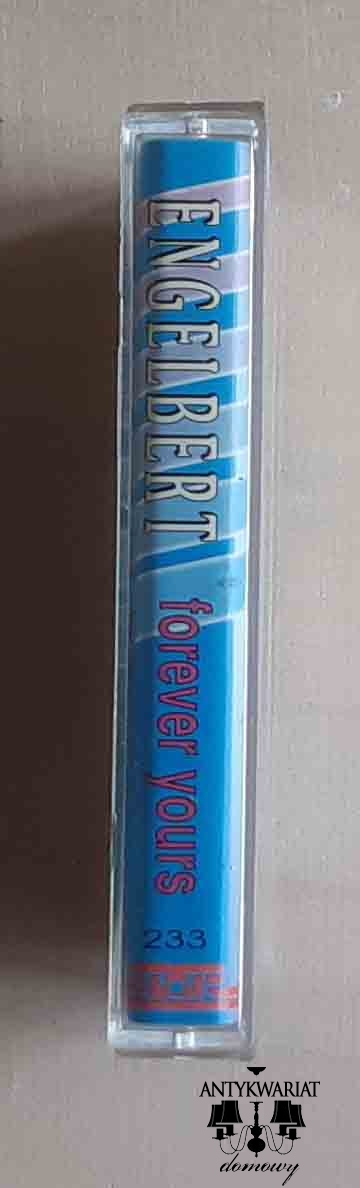 ENGELBERT
forever yours
233
ANTYKWARIAT
domowy